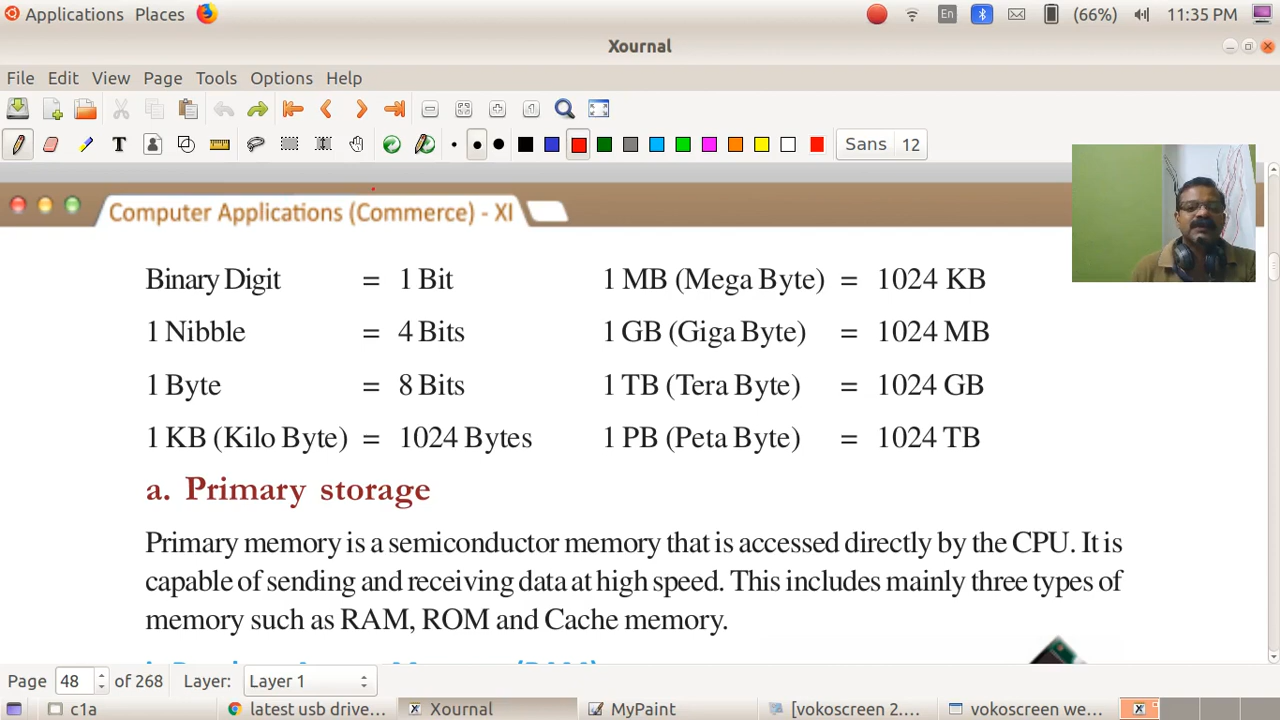 Applications Places En (66%) 11:35 PM
Xournal
File Edit View Page Tools Options Help
T Sans 12
Computer Applications (Commerce) - XI
Binary Digit = 1 Bit 1 MB (Mega Byte) = 1024 KB
1 Nibble = 4 Bits 1 GB (Giga Byte) = 1024 MB
1 Byte = 8 Bits 1 TB (Tera Byte) = 1024 GB
1 KB (Kilo Byte) = 1024 Bytes 1 PB (Peta Byte) = 1024 TB
a. Primary storage
Primary memory is a semiconductor memory that is accessed directly by the CPU. It is
capable of sending and receiving data at high speed. This includes mainly three types of
memory such as RAM, ROM and Cache memory.
Page 48 of 268 Layer: Layer 1
c1a latest usb drive... Xournal MyPaint [vokoscreen 2.... vokoscreen we...